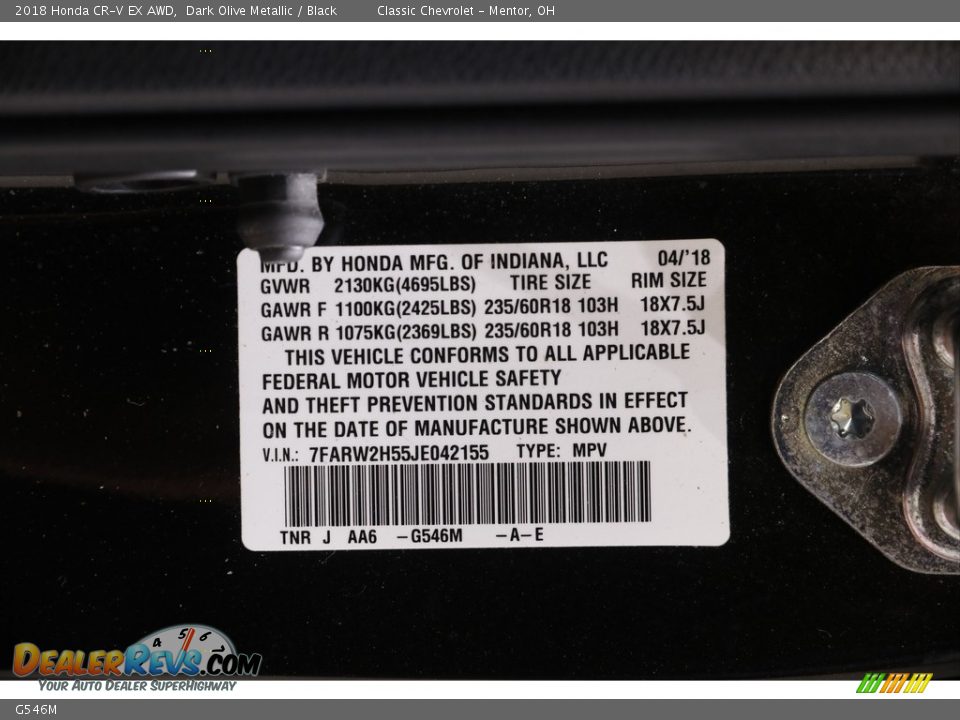 2018 Honda CR-V EX AWD, Dark Olive Metallic / Black Classic Chevrolet - Mentor, OH
MFD. BY HONDA MFG. OF INDIANA, LLC 04/'18
GVWR 2130KG(4695LBS) TIRE SIZE RIM SIZE
GAWR F 1100KG(2425LBS) 235/60R18 103H 18X7.5J
GAWR R 1075KG(2369LBS) 235/60R18 103H 18X7.5J
THIS VEHICLE CONFORMS TO ALL APPLICABLE
FEDERAL MOTOR VEHICLE SAFETY
AND THEFT PREVENTION STANDARDS IN EFFECT
ON THE DATE OF MANUFACTURE SHOWN ABOVE.
V.I.N.: 7FARW2H55JE042155 TYPE: MPV
TNR J AA6 -G546M -A-E
4 5 6
DEALERREVS.COM
YOUR AUTO DEALER SUPERHIGHWAY
G546M